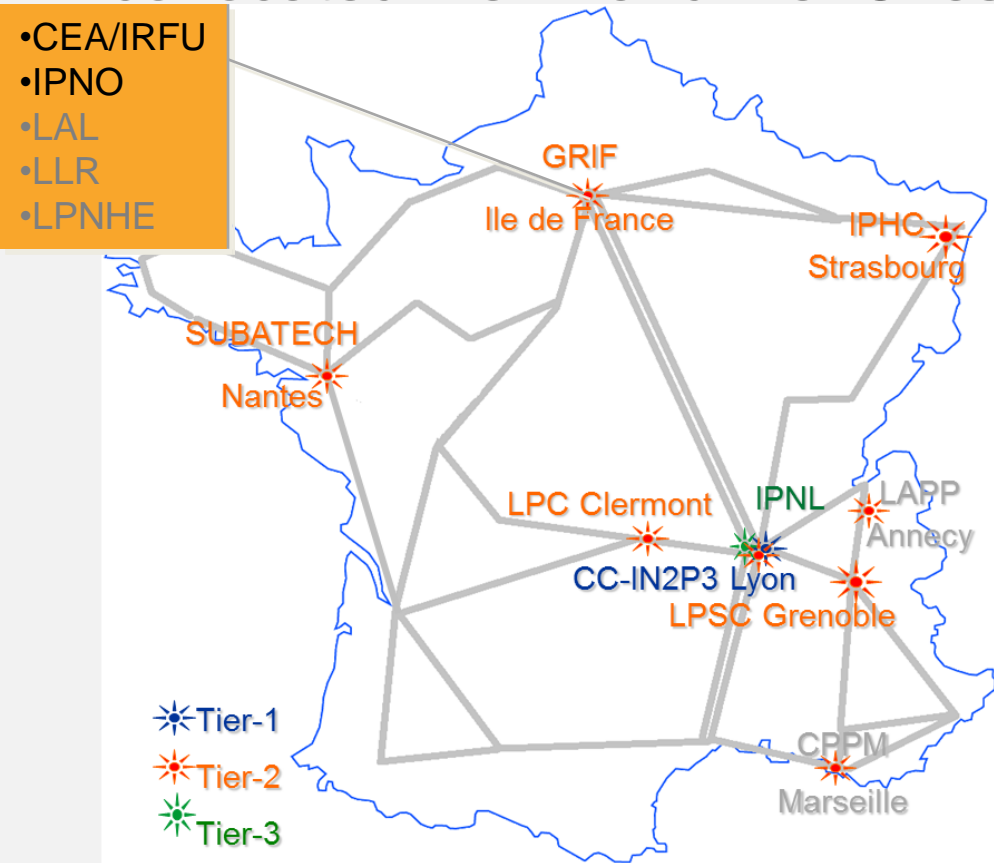 •CEA/IRFU
•IPNO
•LAL
•LLR
•LPNHE
GRIF
Ile de France
IPHC
Strasbourg
SUBATECH
Nantes
LPC Clermont
IPNL
LAPP
Annecy
CC-IN2P3 Lyon
LPSC Grenoble
Tier-1
Tier-2
Tier-3
CPPM
Marseille